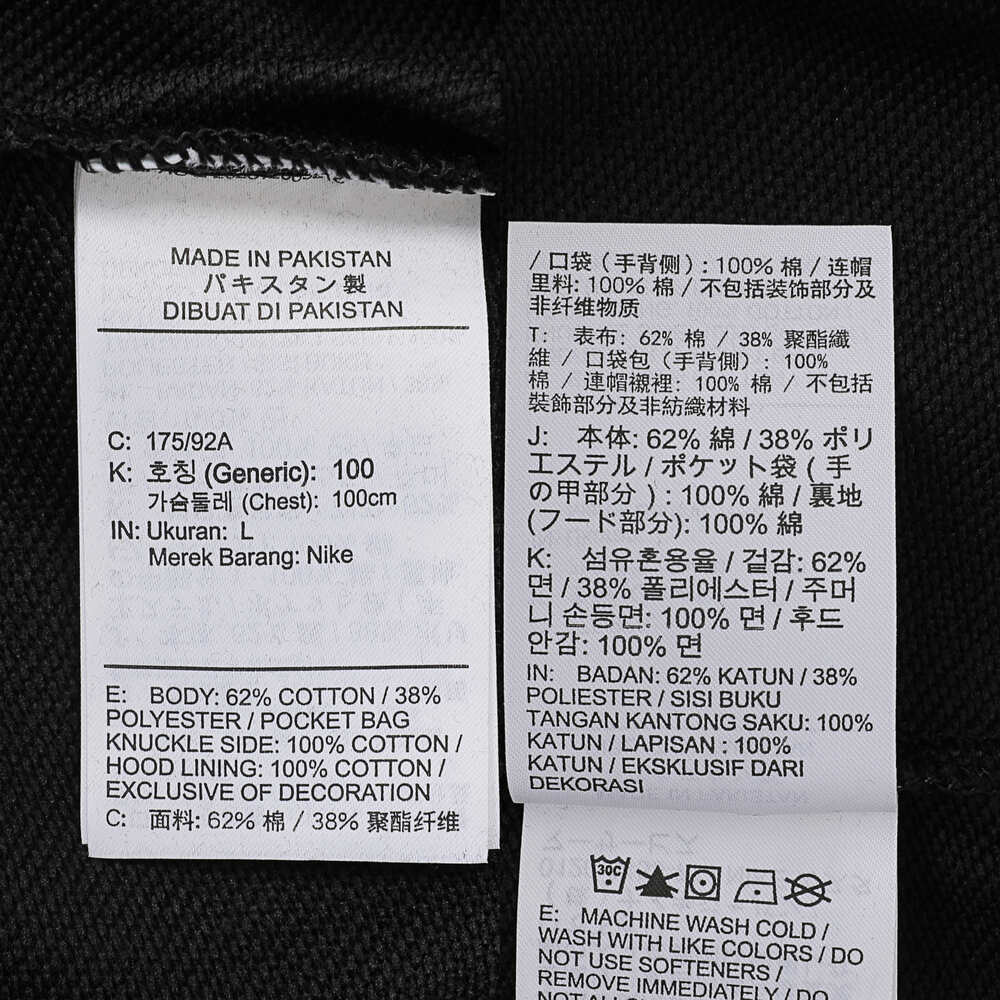 MADE IN PAKISTAN
パキスタン製
DIBUAT DI PAKISTAN
C: 175/92A
K: 호칭 (Generic): 100
가슴둘레 (Chest): 100cm
IN: Ukuran: L
Merek Barang: Nike
E: BODY: 62% COTTON / 38%
POLYESTER / POCKET BAG
KNUCKLE SIDE: 100% COTTON /
HOOD LINING: 100% COTTON /
EXCLUSIVE OF DECORATION
C: 面料: 62% 棉 / 38% 聚酯纤维
/ 口袋（手背侧）: 100% 棉 / 连帽
里料: 100% 棉 / 不包括装饰部分及
非纤维物质
T: 表布: 62% 棉 / 38% 聚酯纖
維 / 口袋包（手背側）: 100%
棉 / 連帽襯裡: 100% 棉 / 不包括
裝飾部分及非紡織材料
J: 本体: 62% 綿 / 38% ポリ
エステル / ポケット袋 ( 手
の甲部分 ) : 100% 綿 / 裏地
(フード部分): 100% 綿
K: 섬유혼용율 / 겉감: 62%
면 / 38% 폴리에스터 / 주머
니 손등면: 100% 면 / 후드
안감: 100% 면
IN: BADAN: 62% KATUN / 38%
POLIESTER / SISI BUKU
TANGAN KANTONG SAKU: 100%
KATUN / LAPISAN : 100%
KATUN / EKSKLUSIF DARI
DEKORASI
30C
E: MACHINE WASH COLD /
WASH WITH LIKE COLORS / DO
NOT USE SOFTENERS /
REMOVE IMMEDIATELY / DO